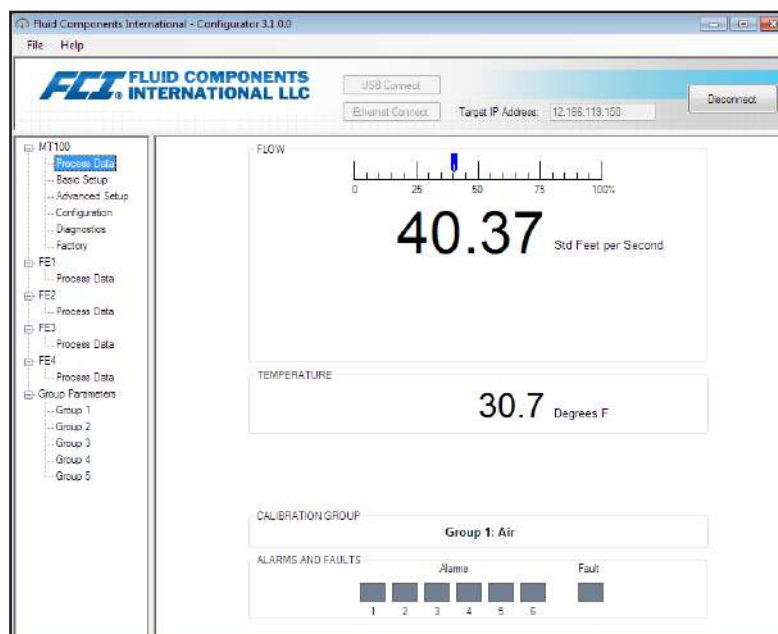 Fluid Components International - Configurator 3.1.0.0
File Help
FCI. FLUID COMPONENTS
INTERNATIONAL LLC
USB Connect
Ethernet Connect Target IP Address: 12.166.119.150
Disconnect
MT100
Process Data
Basic Setup
Advanced Setup
Configuration
Diagnostics
Factory
FE1
Process Data
FE2
Process Data
FE3
Process Data
FE4
Process Data
Group Parameters
Group 1
Group 2
Group 3
Group 4
Group 5
FLOW
0 25 50 75 100%
40.37 Std Feet per Second
TEMPERATURE
30.7 Degrees F
CALIBRATION GROUP
Group 1: Air
ALARMS AND FAULTS
Alarms Fault
1 2 3 4 5 6